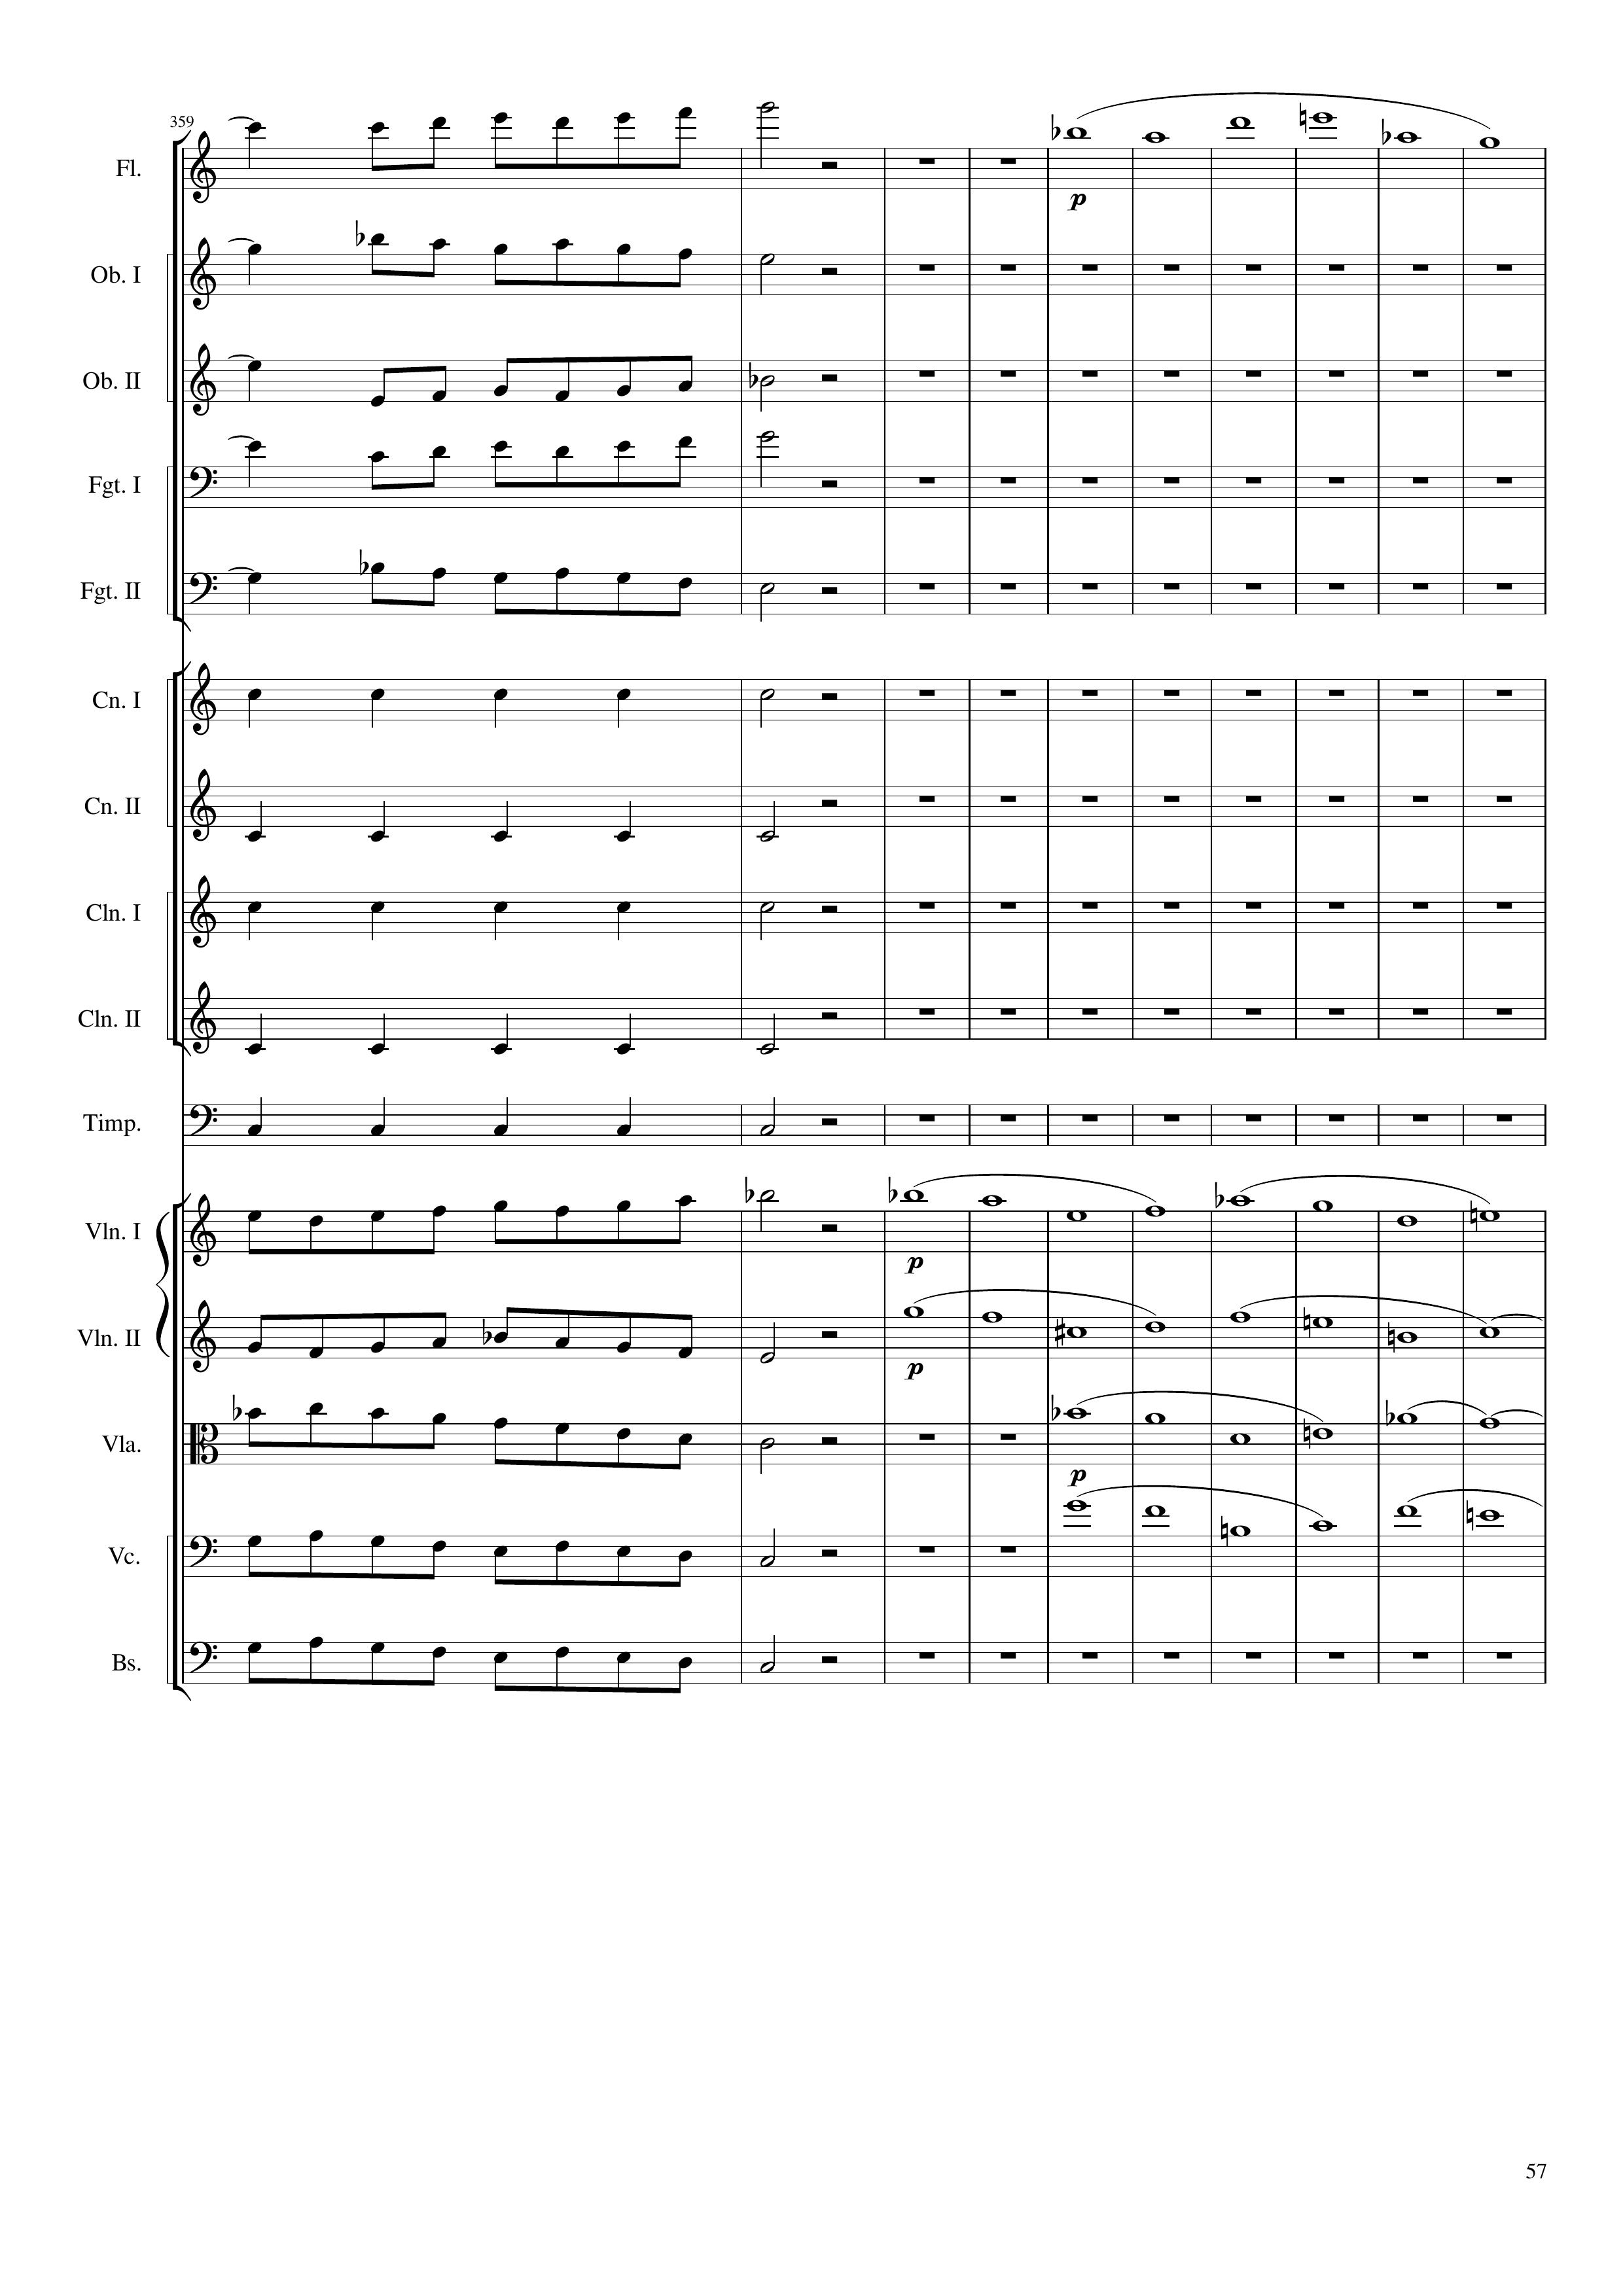 359
Fl.
p
Ob. I
Ob. II
Fgt. I
Fgt. II
Cn. I
Cn. II
Cln. I
Cln. II
Timp.
Vln. I
p
Vln. II
p
Vla.
p
Vc.
Bs.
57